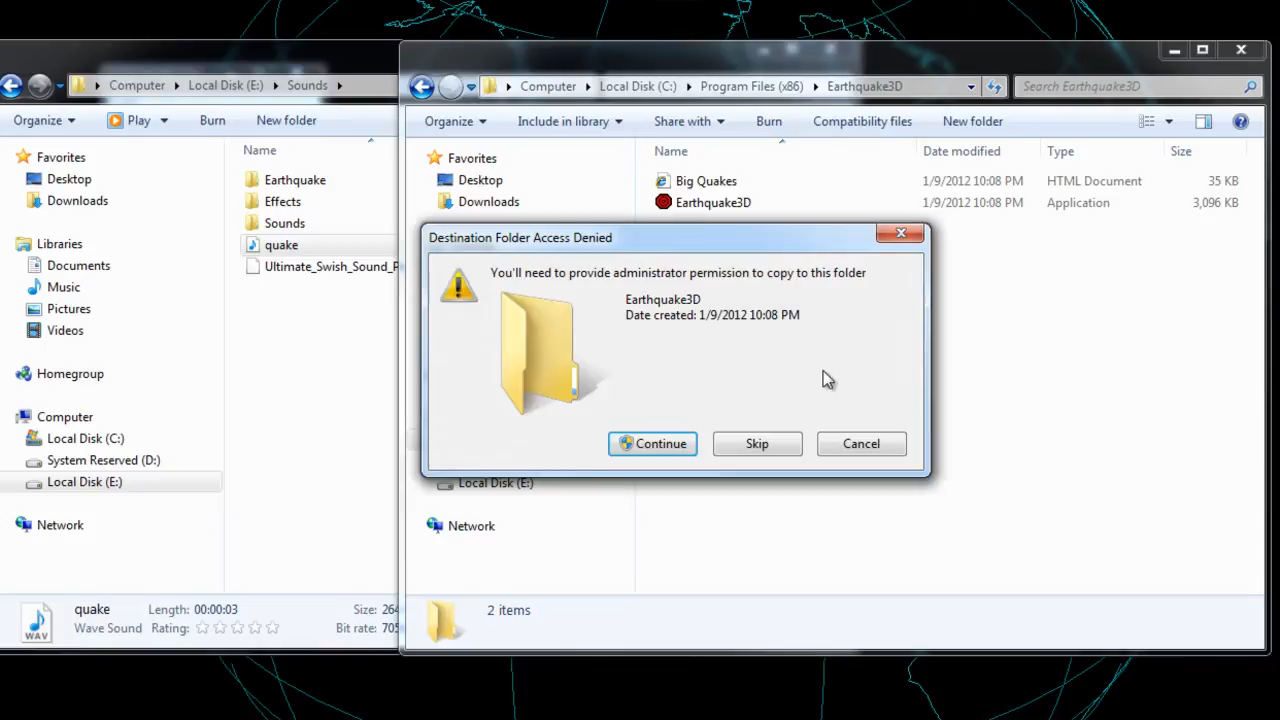 Computer Local Disk (E:) Sounds
Organize Play Burn New folder
Favorites
Desktop
Downloads
Libraries
Documents
Music
Pictures
Videos
Homegroup
Computer
Local Disk (C:)
System Reserved (D:)
Local Disk (E:)
Network
Name
Earthquake
Effects
Sounds
quake
Ultimate_Swish_Sound_P
quake Length: 00:00:03 Size: 264
Wave Sound Rating: Bit rate: 705
Computer Local Disk (C:) Program Files (x86) Earthquake3D Search Earthquake3D
Organize Include in library Share with Burn Compatibility files New folder
Favorites
Desktop
Downloads
Local Disk (E:)
Network
Name Date modified Type Size
Big Quakes 1/9/2012 10:08 PM HTML Document 35 KB
Earthquake3D 1/9/2012 10:08 PM Application 3,096 KB
Destination Folder Access Denied
You'll need to provide administrator permission to copy to this folder
Earthquake3D
Date created: 1/9/2012 10:08 PM
Continue Skip Cancel
2 items
WAV